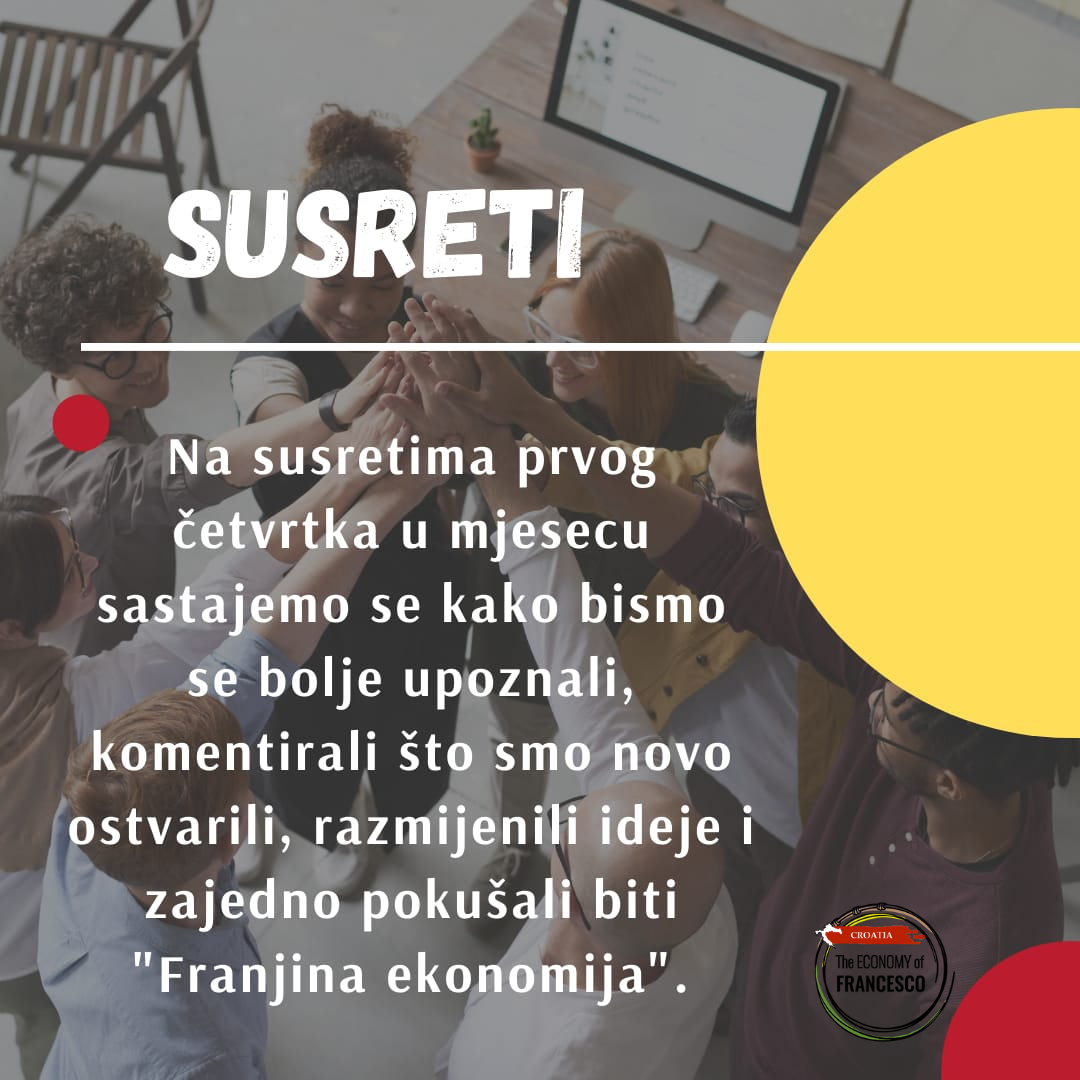 SUSRETI
Na susretima prvog
četvrtka u mjesecu
sastajemo se kako bismo
se bolje upoznali,
komentirali što smo novo
ostvarili, razmijenili ideje i
zajedno pokušali biti
"Franjina ekonomija".
CROATIA
The ECONOMY of
FRANCESCO